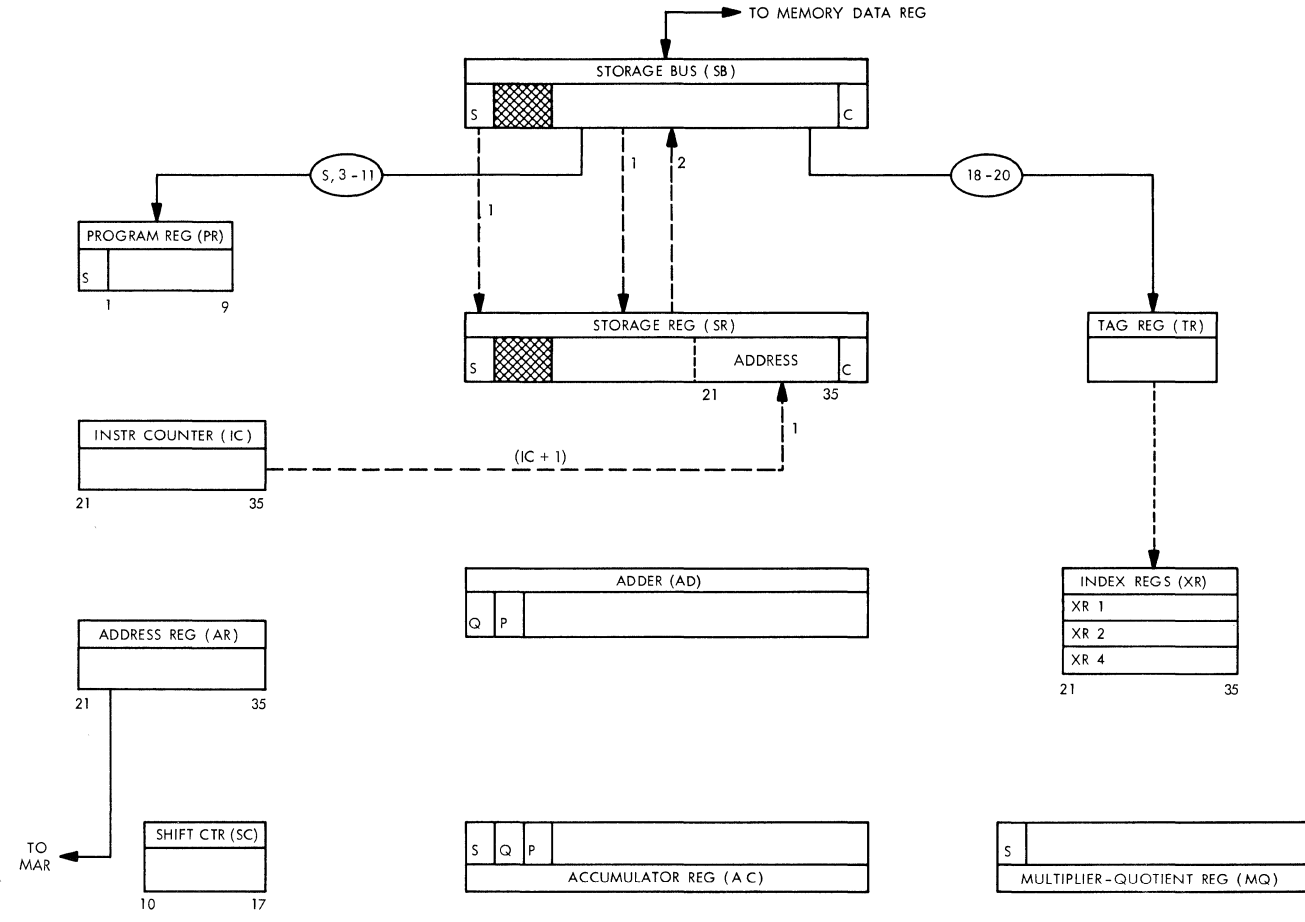 TO MEMORY DATA REG
STORAGE BUS (SB)
S
C
S, 3-11
1
1
2
18-20
PROGRAM REG (PR)
S
1
9
STORAGE REG (SR)
S
ADDRESS
C
21
35
TAG REG (TR)
INSTR COUNTER (IC)
21
35
(IC + 1)
1
ADDER (AD)
Q
P
INDEX REGS (XR)
XR 1
XR 2
XR 4
21
35
ADDRESS REG (AR)
21
35
TO
MAR
SHIFT CTR (SC)
10
17
S
Q
P
ACCUMULATOR REG (AC)
S
MULTIPLIER-QUOTIENT REG (MQ)